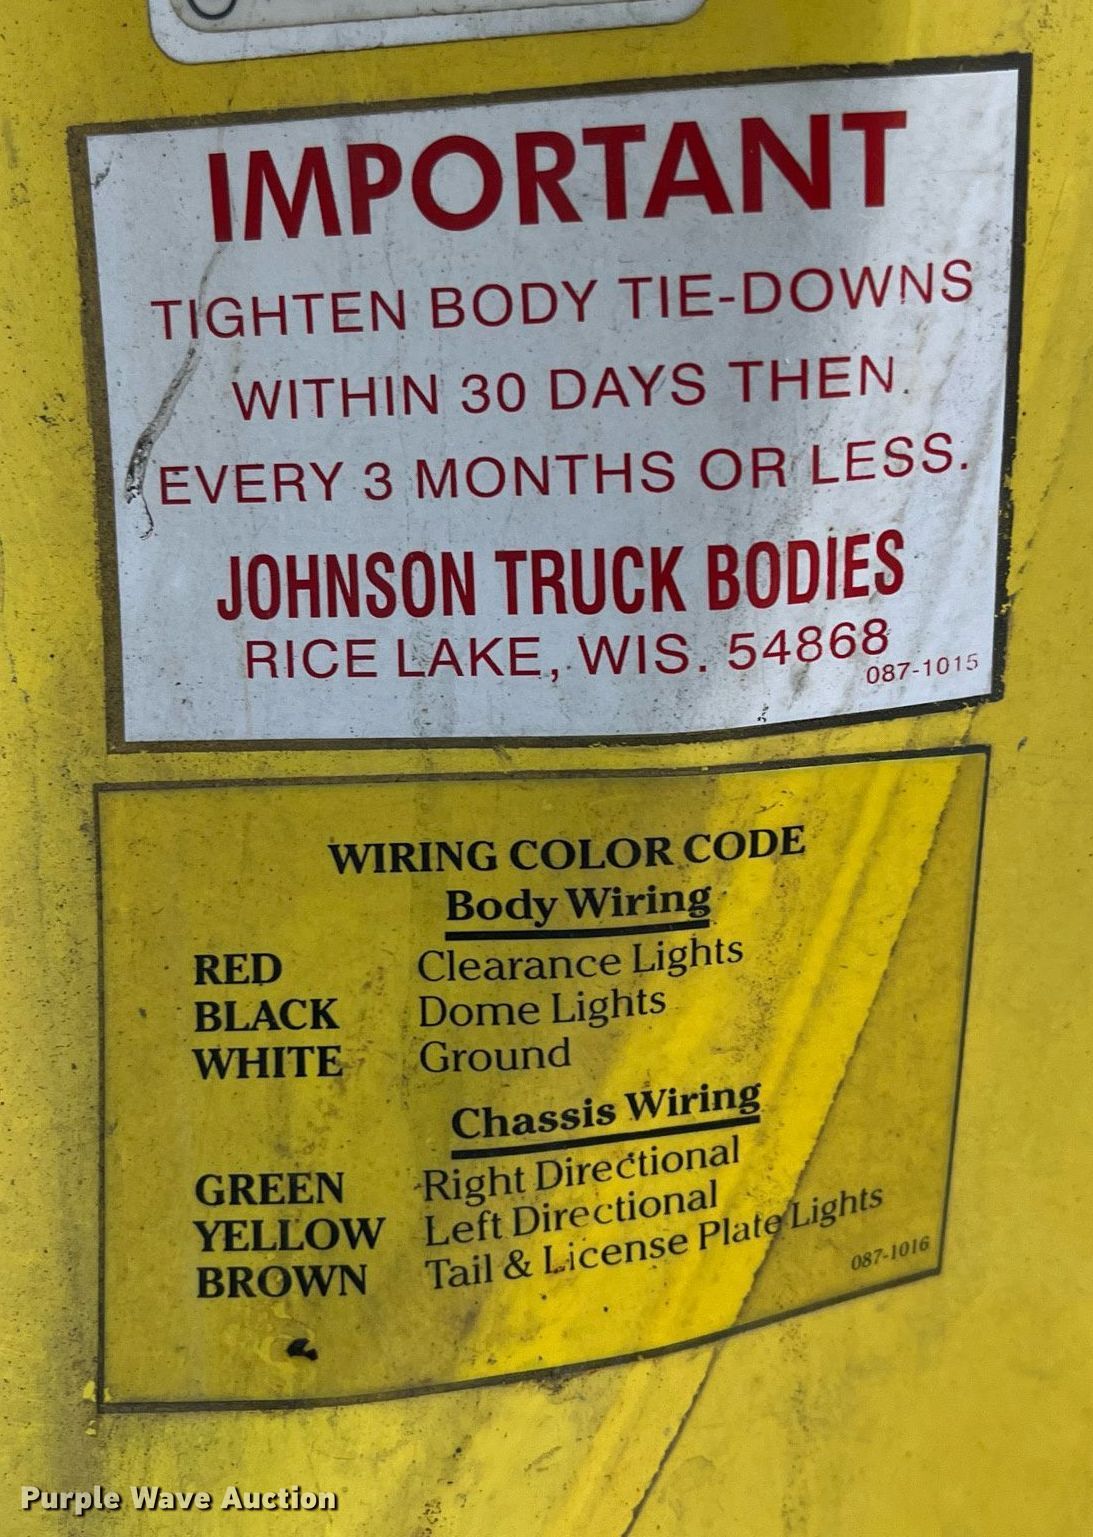 IMPORTANT
TIGHTEN BODY TIE-DOWNS
WITHIN 30 DAYS THEN
EVERY 3 MONTHS OR LESS.
JOHNSON TRUCK BODIES
RICE LAKE, WIS. 54868
087-1015
WIRING COLOR CODE
Body Wiring
RED Clearance Lights
BLACK Dome Lights
WHITE Ground
Chassis Wiring
GREEN Right Directional
YELLOW Left Directional
BROWN Tail & License Plate Lights
087-1016
Purple Wave Auction